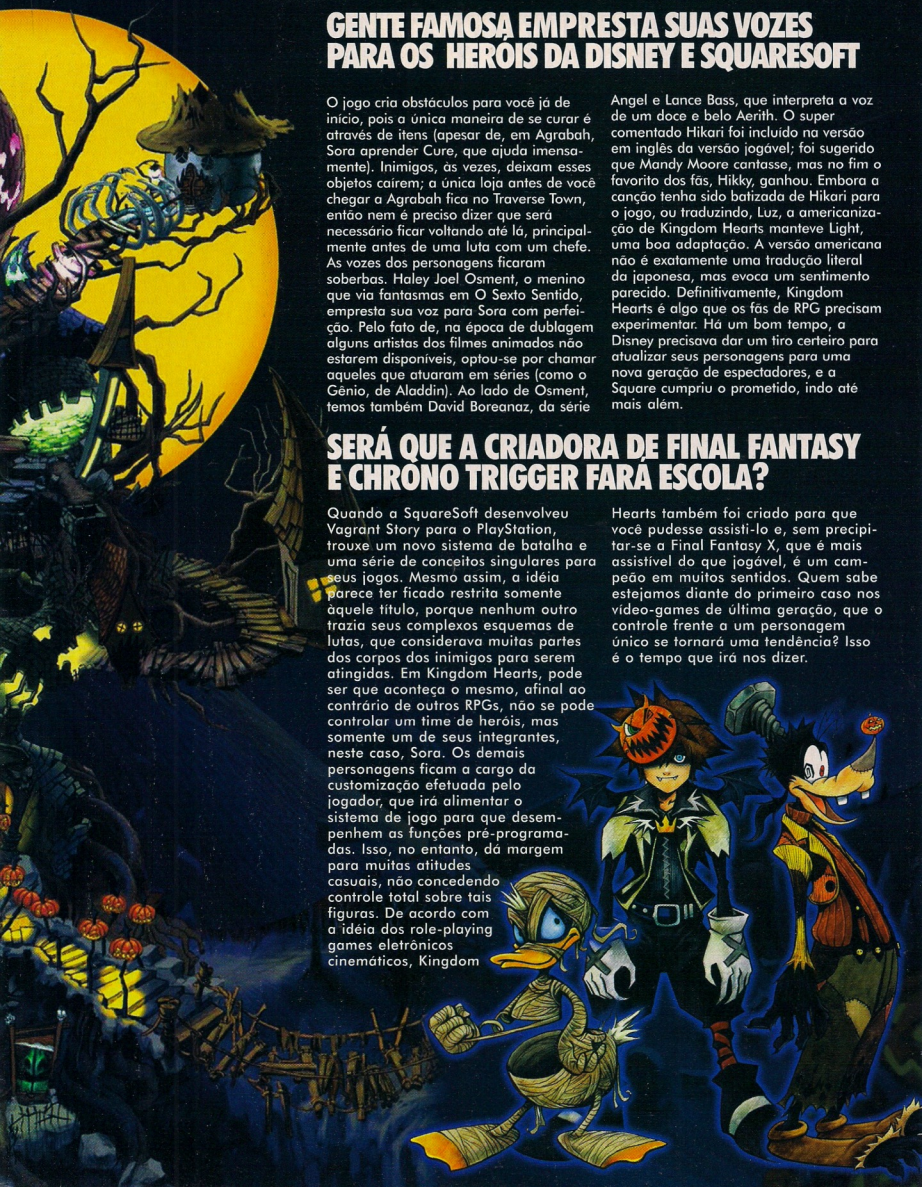 GENTE FAMOSA EMPRESTA SUAS VOZES
PARA OS HERÓIS DA DISNEY E SQUARESOFT
O jogo cria obstáculos para você já de
início, pois a única maneira de se curar é
através de itens (apesar de, em Agrabah,
Sora aprender Cure, que ajuda imensa-
mente). Inimigos, às vezes, deixam esses
objetos caírem; a única loja antes de você
chegar a Agrabah fica no Traverse Town,
então nem é preciso dizer que será
necessário ficar voltando até lá, principal-
mente antes de uma luta com um chefe.
As vozes dos personagens ficaram
soberbas. Haley Joel Osment, o menino
que via fantasmas em O Sexto Sentido,
empresta sua voz para Sora com perfei-
ção. Pelo fato de, na época de dublagem
alguns artistas dos filmes animados não
estarem disponíveis, optou-se por chamar
aqueles que atuaram em séries (como o
Gênio, de Aladdin). Ao lado de Osment,
temos também David Boreanaz, da série
Angel e Lance Bass, que interpreta a voz
de um doce e belo Aerith. O super
comentado Hikari foi incluído na versão
em inglês da versão jogável; foi sugerido
que Mandy Moore cantasse, mas no fim o
favorito dos fãs, Hikky, ganhou. Embora a
canção tenha sido batizada de Hikari para
o jogo, ou traduzindo, Luz, a americaniza-
ção de Kingdom Hearts manteve Light,
uma boa adaptação. A versão americana
não é exatamente uma tradução literal
da japonesa, mas evoca um sentimento
parecido. Definitivamente, Kingdom
Hearts é algo que os fãs de RPG precisam
experimentar. Há um bom tempo, a
Disney precisava dar um tiro certeiro para
atualizar seus personagens para uma
nova geração de espectadores, e a
Square cumpriu o prometido, indo até
mais além.
SERÁ QUE A CRIADORA DE FINAL FANTASY
E CHRONO TRIGGER FARÁ ESCOLA?
Quando a SquareSoft desenvolveu
Vagrant Story para o PlayStation,
trouxe um novo sistema de batalha e
uma série de conceitos singulares para
seus jogos. Mesmo assim, a idéia
parece ter ficado restrita somente
àquele título, porque nenhum outro
trazia seus complexos esquemas de
lutas, que considerava muitas partes
dos corpos dos inimigos para serem
atingidas. Em Kingdom Hearts, pode
ser que aconteça o mesmo, afinal ao
contrário de outros RPGs, não se pode
controlar um time de heróis, mas
somente um de seus integrantes,
neste caso, Sora. Os demais
personagens ficam a cargo da
customização efetuada pelo
jogador, que irá alimentar o
sistema de jogo para que desem-
penhem as funções pré-programa-
das. Isso, no entanto, dá margem
para muitas atitudes
casuais, não concedendo
controle total sobre tais
figuras. De acordo com
a idéia dos role-playing
games eletrônicos
cinemáticos, Kingdom
Hearts também foi criado para que
você pudesse assisti-lo e, sem precipi-
tar-se a Final Fantasy X, que é mais
assistível do que jogável, é um cam-
peão em muitos sentidos. Quem sabe
estejamos diante do primeiro caso nos
vídeo-games de última geração, que o
controle frente a um personagem
único se tornará uma tendência? Isso
é o tempo que irá nos dizer.